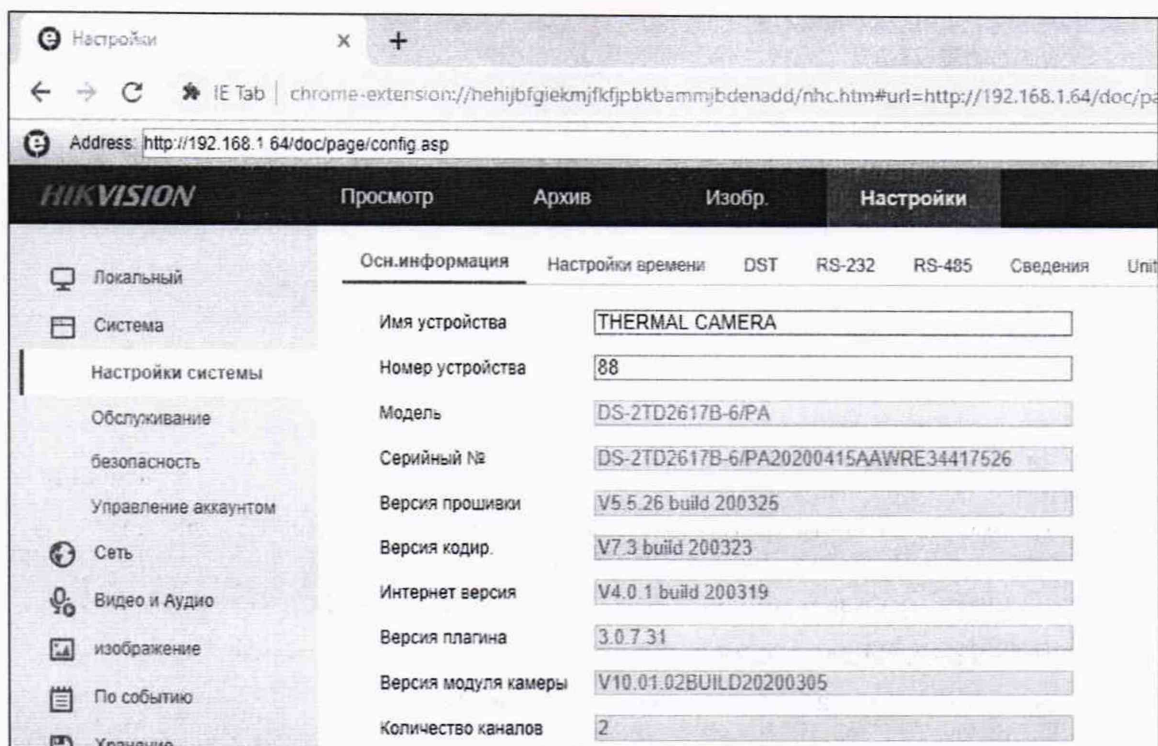 Настройки
IE Tab chrome-extension://hehijbfgiekmjfkfjpbkbammjbdenadd/nhc.htm#url=http://192.168.1.64/doc/pa
Address: http://192.168.1.64/doc/page/config.asp
HIKVISION Просмотр Архив Изобр. Настройки
Осн.информация Настройки времени DST RS-232 RS-485 Сведения Unit
Локальный
Система
Настройки системы
Обслуживание
безопасность
Управление аккаунтом
Сеть
Видео и Аудио
изображение
По событию
Хранение
Имя устройства THERMAL CAMERA
Номер устройства 88
Модель DS-2TD2617B-6/PA
Серийный № DS-2TD2617B-6/PA20200415AAWRE34417526
Версия прошивки V5.5.26 build 200325
Версия кодир. V7.3 build 200323
Интернет версия V4.0.1 build 200319
Версия плагина 3.0.7.31
Версия модуля камеры V10.01.02BUILD20200305
Количество каналов 2